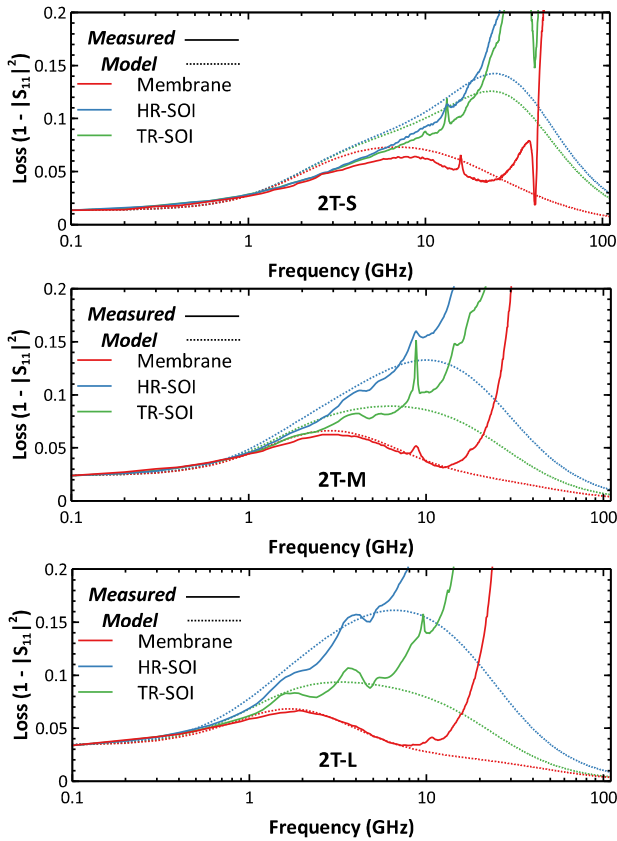 0.2
Measured
Model
0.15
Membrane
HR-SOI
0.1
TR-SOI
0.05
2T-S
0
0.1 1 10 100
Loss (1 - |S11|²)
Frequency (GHz)
0.2
Measured
Model
0.15
Membrane
HR-SOI
0.1
TR-SOI
0.05
2T-M
0
0.1 1 10 100
Loss (1 - |S11|²)
Frequency (GHz)
0.2
Measured
Model
0.15
Membrane
HR-SOI
0.1
TR-SOI
0.05
2T-L
0
0.1 1 10 100
Loss (1 - |S11|²)
Frequency (GHz)